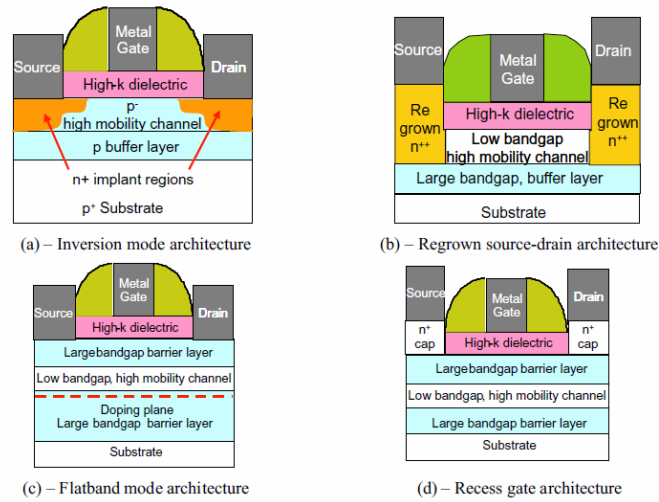 Source
Metal
Gate
Drain
High-k dielectric
p-
high mobility channel
p buffer layer
n+ implant regions
p+ Substrate
(a) – Inversion mode architecture
Source
Metal
Gate
Drain
Re
grown
n++
High-k dielectric
Low bandgap
high mobility channel
Re
grown
n++
Large bandgap, buffer layer
Substrate
(b) – Regrown source-drain architecture
Source
Metal
Gate
Drain
High-k dielectric
Large bandgap barrier layer
Low bandgap, high mobility channel
Doping plane
Large bandgap barrier layer
Substrate
(c) – Flatband mode architecture
Source
Metal
Gate
Drain
n+
cap
High-k dielectric
n+
cap
Large bandgap barrier layer
Low bandgap, high mobility channel
Large bandgap barrier layer
Substrate
(d) – Recess gate architecture